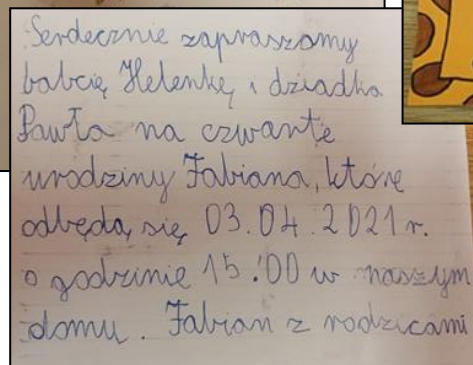 Serdecznie zapraszamy
babcię Helenkę i dziadka
Pawła na czwarte
urodziny Fabiana, które
odbędą się 03.04.2021 r.
o godzinie 15:00 w naszym
domu. Fabian z rodzicami